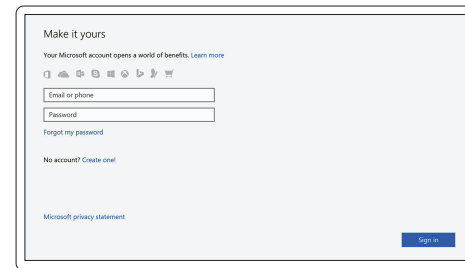 Make it yours
Your Microsoft account opens a world of benefits. Learn more
Email or phone
Password
Forgot my password
No account? Create one!
Microsoft privacy statement
Sign in